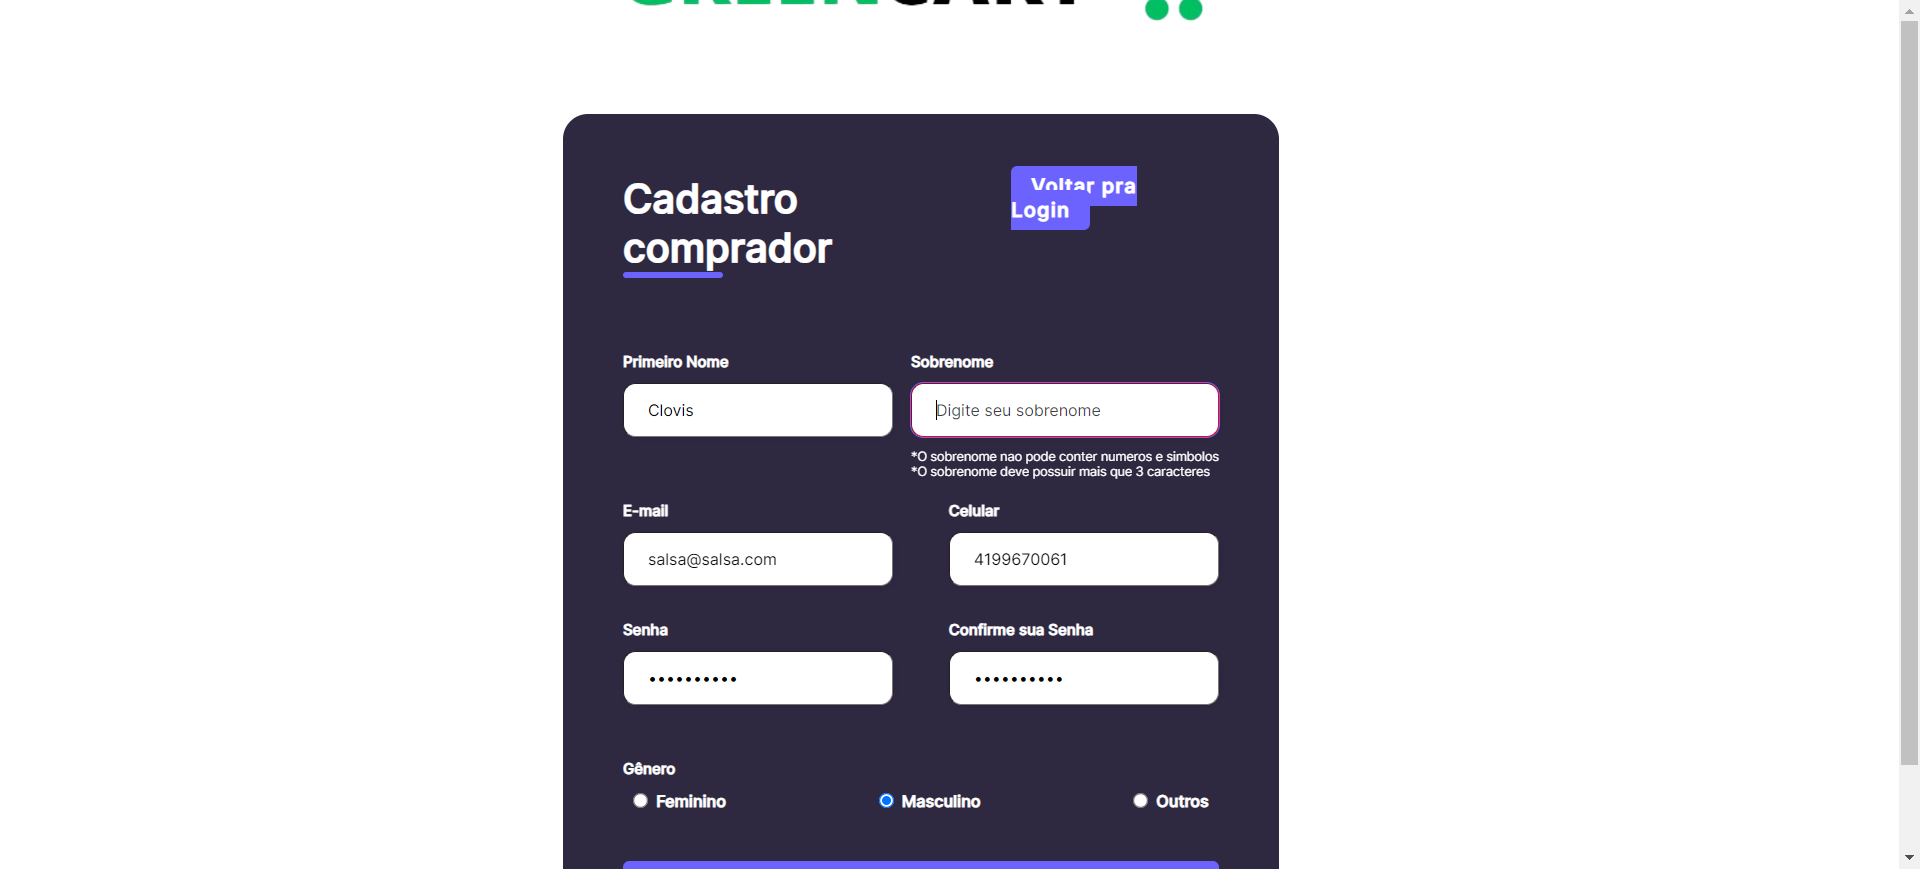 GREENCART
Cadastro
comprador
Voltar pra
Login
Primeiro Nome
Sobrenome
Clovis
Digite seu sobrenome
*O sobrenome nao pode conter numeros e simbolos
*O sobrenome deve possuir mais que 3 caracteres
E-mail
Celular
salsa@salsa.com
4199670061
Senha
Confirme sua Senha
Gênero
Feminino
Masculino
Outros